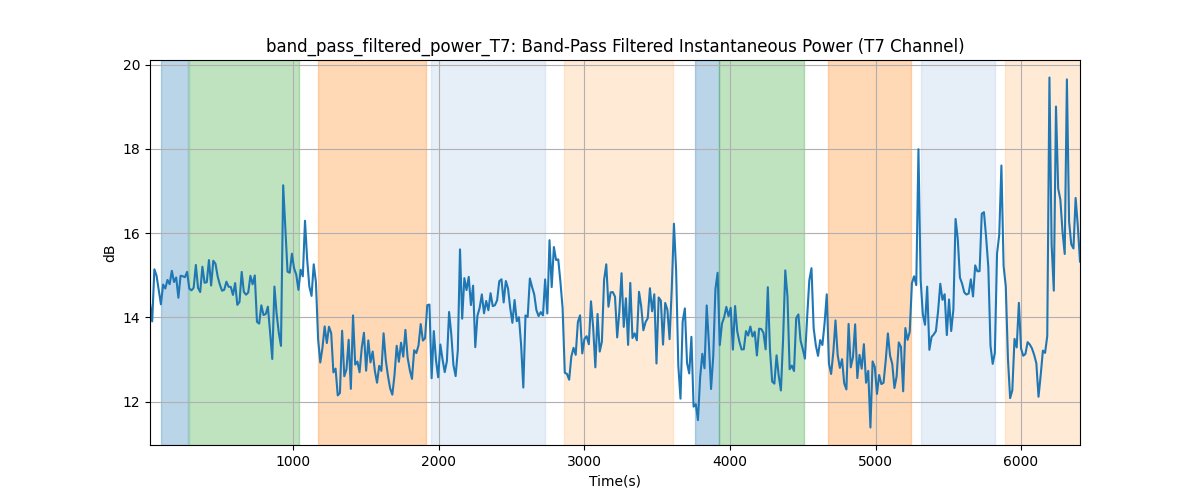 band_pass_filtered_power_T7: Band-Pass Filtered Instantaneous Power (T7 Channel)
20
18
16
14
12
dB
1000 2000 3000 4000 5000 6000
Time(s)